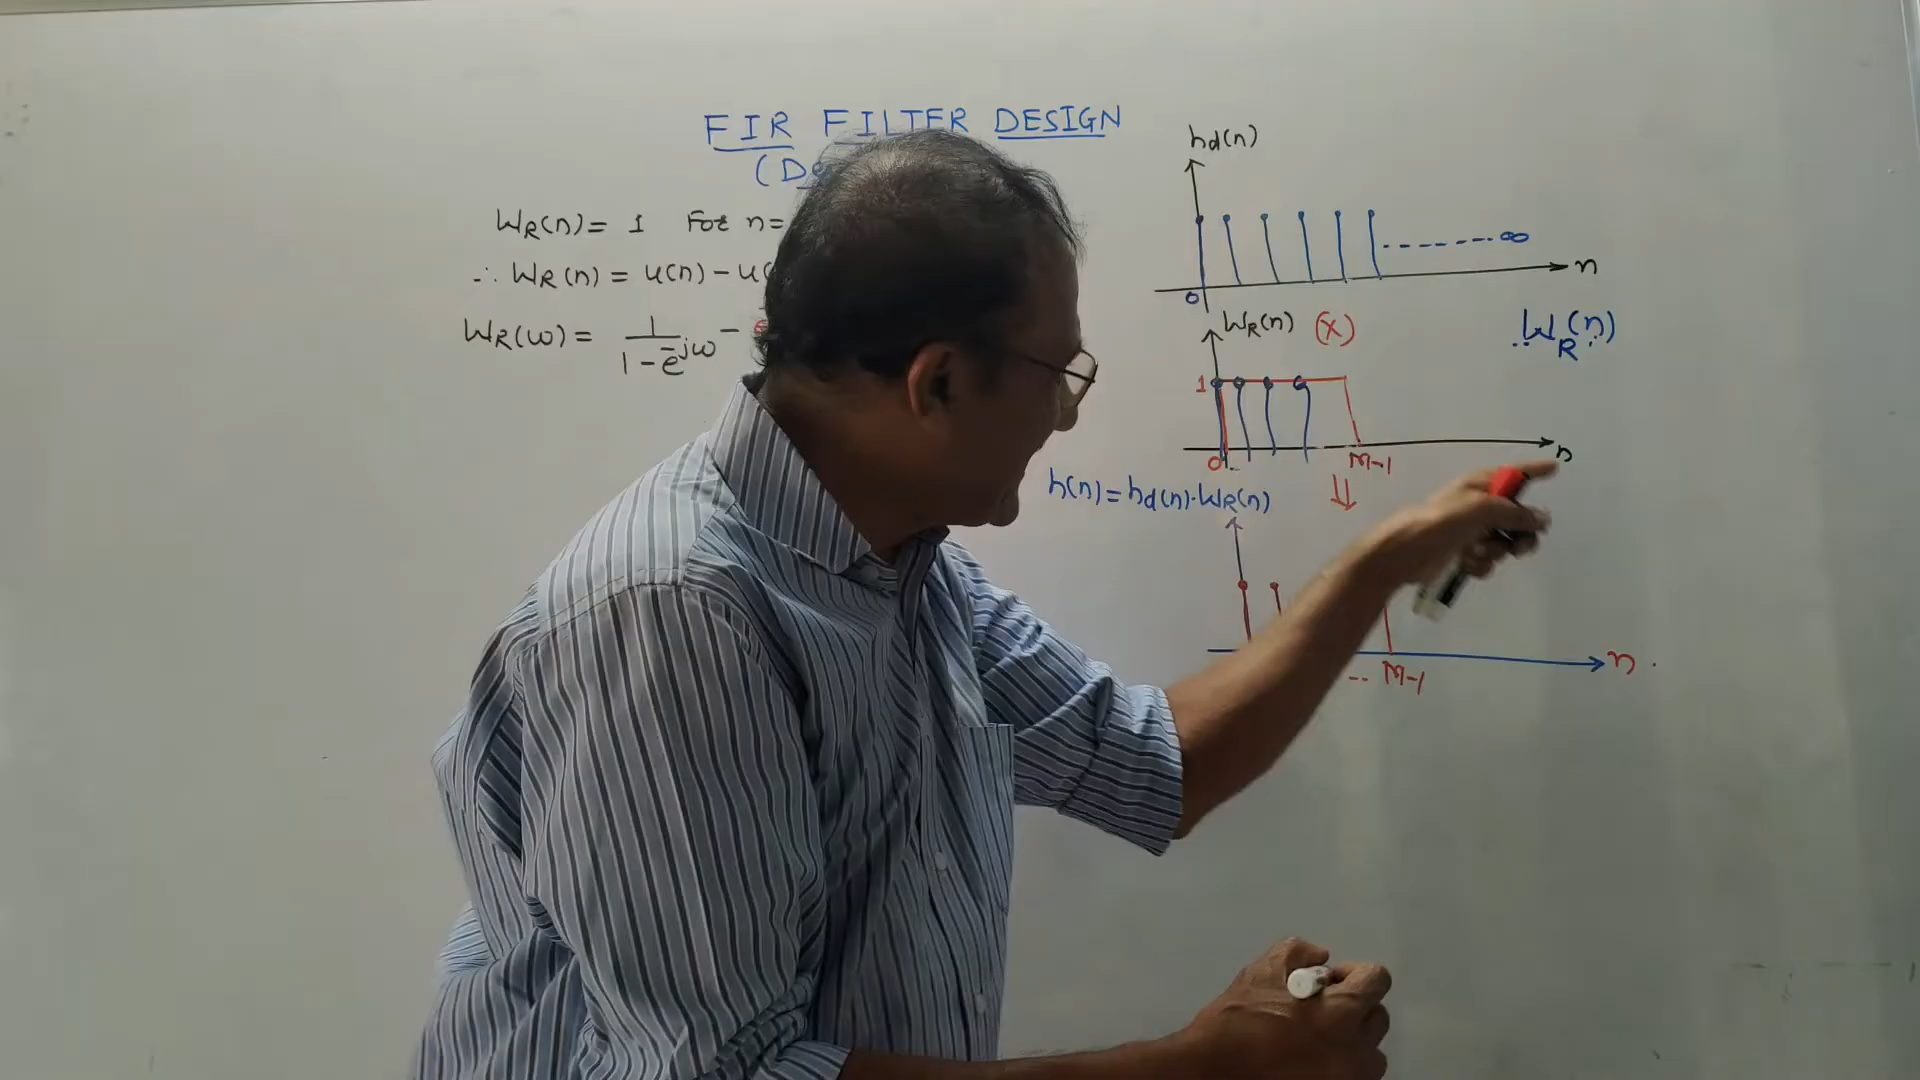 FIR FILTER DESIGN
(De
WR(n) = 1 For n =
∴ WR(n) = u(n) - u(
WR(ω) = 1 / 1 - e^-jω -
hd(n)
∞
n
0
WR(n) (x)
WR(n)
1
n
0 M-1
h(n) = hd(n)·WR(n)
n
-- M-1